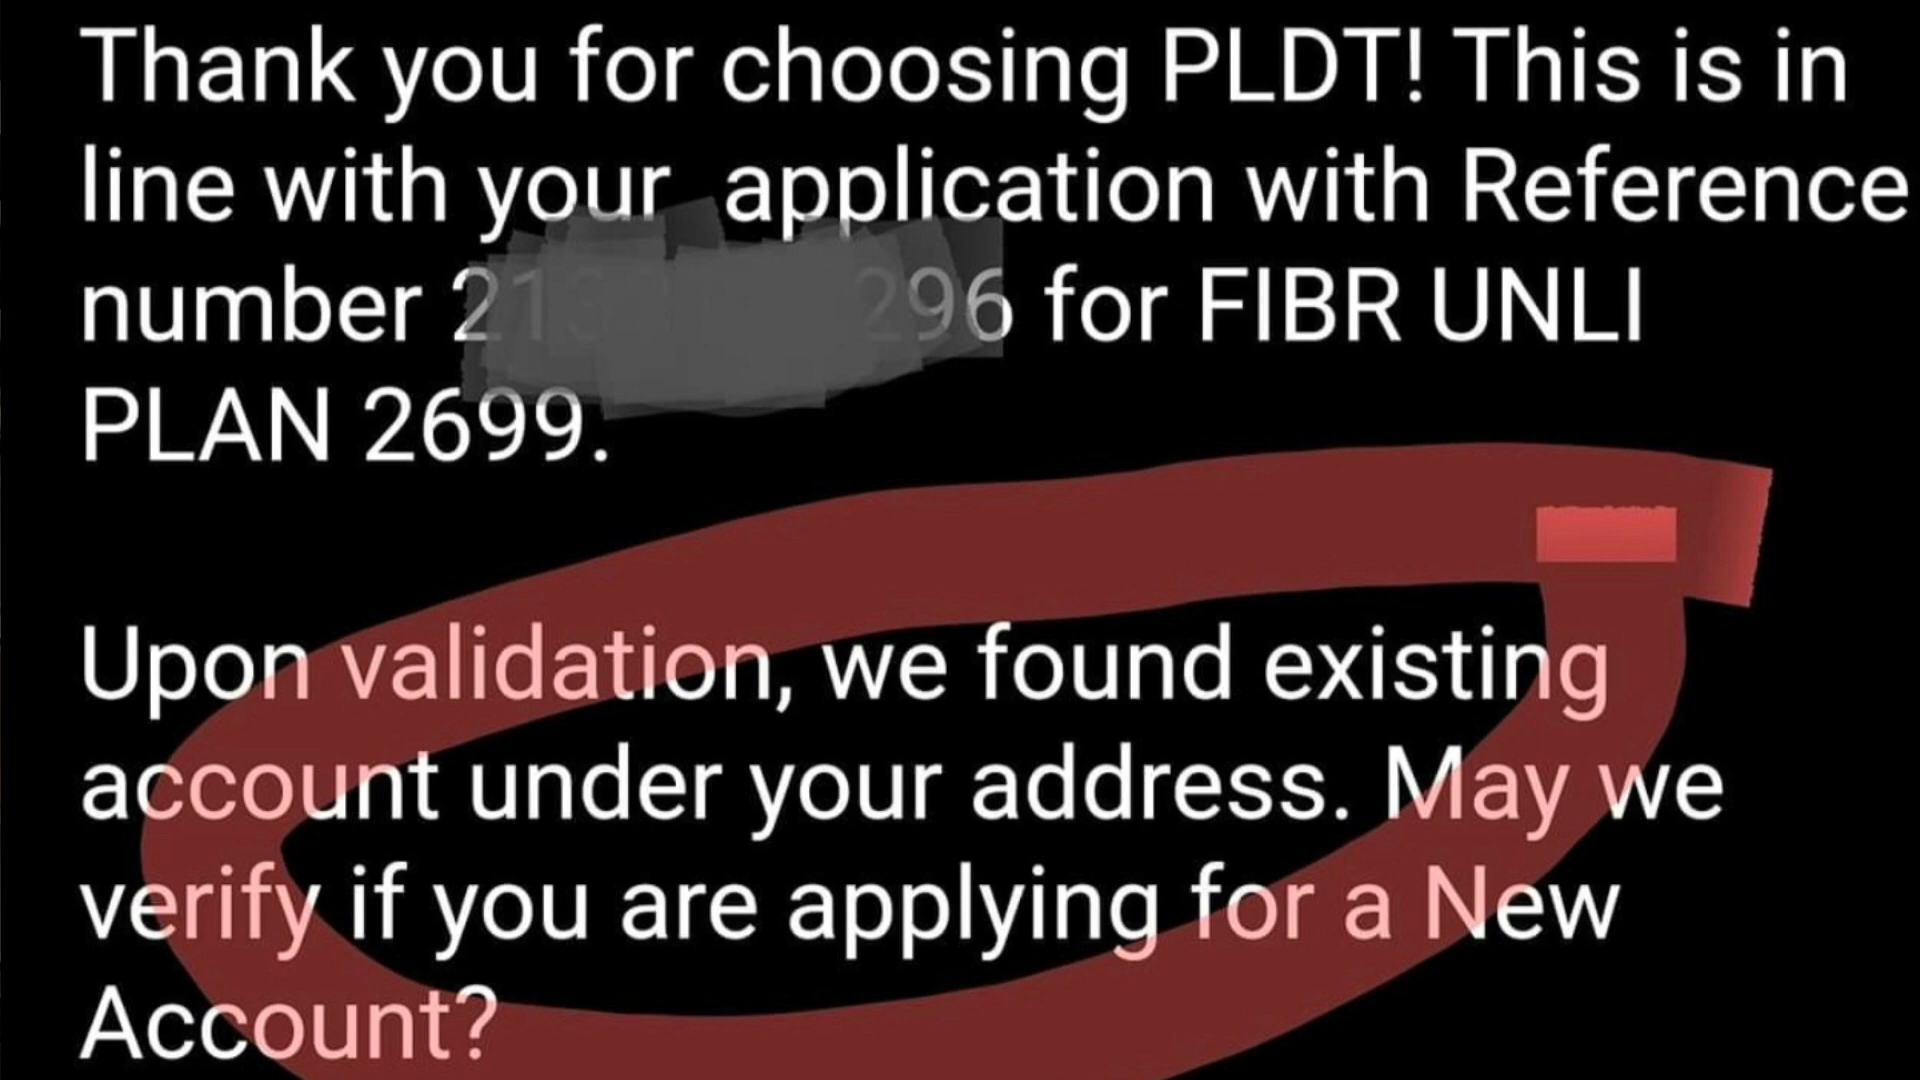 Thank you for choosing PLDT! This is in
line with your application with Reference
number for FIBR UNLI
PLAN 2699.
Upon validation, we found existing
account under your address. May we
verify if you are applying for a New
Account?